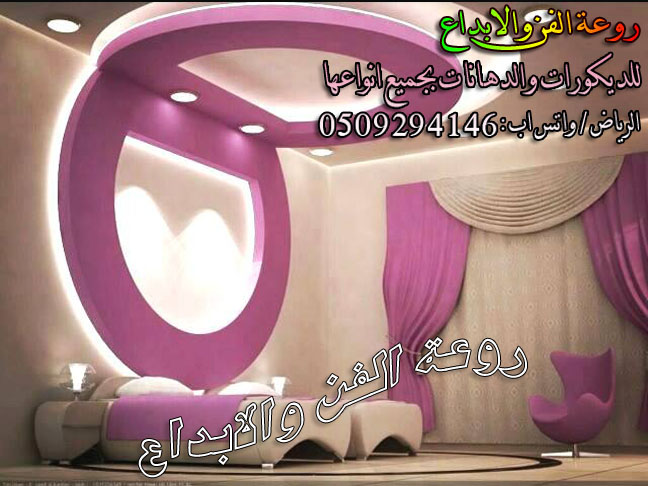 روعة الفن والابداع
للديكورات والدهانات بجميع انواعها
الرياض/واتس اب: 0509294146
روعة الفن والابداع